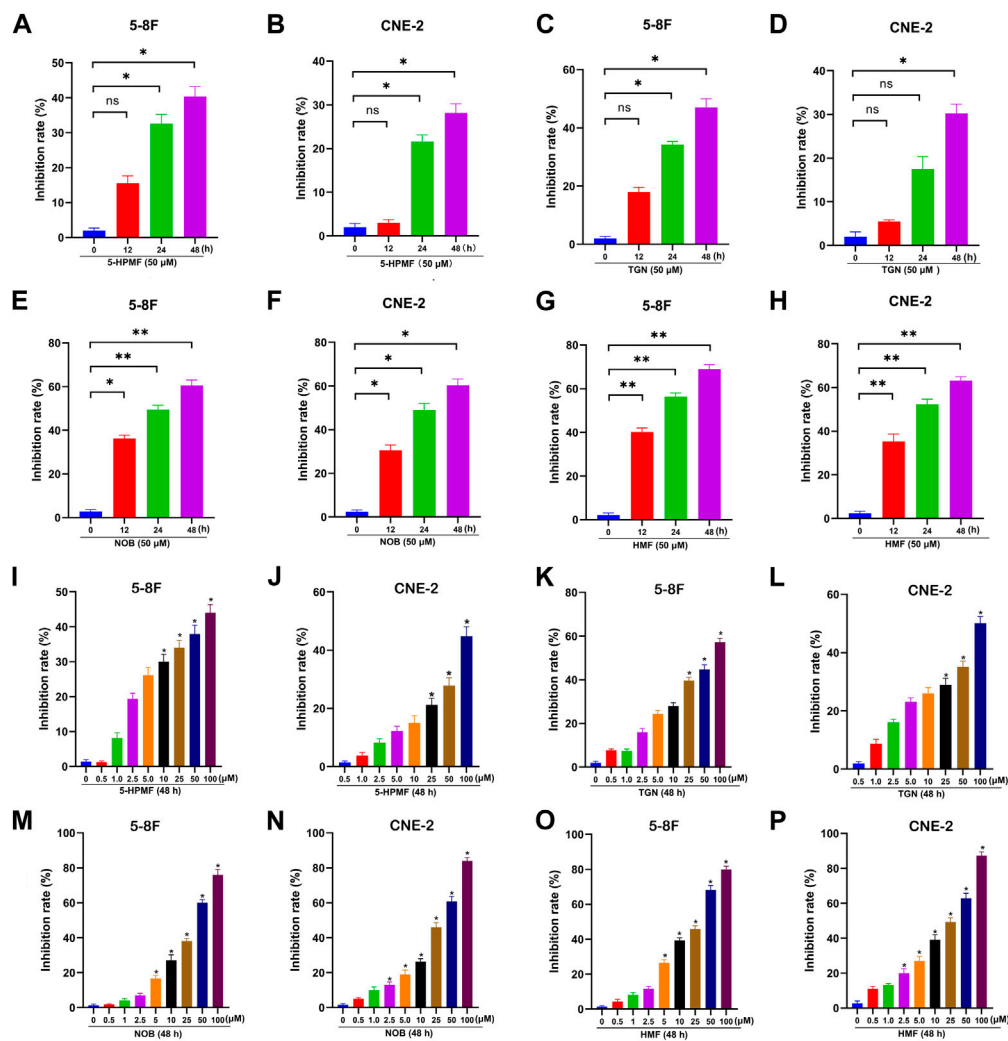 A
5-8F
Inhibition rate (%)
50
40
30
20
10
0
ns
*
*
0 12 24 48 (h)
5-HPMF (50 μM)
B
CNE-2
Inhibition rate (%)
40
30
20
10
0
ns
*
*
0 12 24 48 (h)
5-HPMF (50 μM)
C
5-8F
Inhibition rate (%)
60
40
20
0
ns
*
*
0 12 24 48 (h)
TGN (50 μM)
D
CNE-2
Inhibition rate (%)
40
30
20
10
0
ns
ns
*
0 12 24 48 (h)
TGN (50 μM )
E
5-8F
Inhibition rate (%)
80
60
40
20
0
*
**
**
0 12 24 48 (h)
NOB (50 μM)
F
CNE-2
Inhibition rate (%)
80
60
40
20
0
*
*
*
0 12 24 48 (h)
NOB (50 μM)
G
5-8F
Inhibition rate (%)
80
60
40
20
0
**
**
**
0 12 24 48 (h)
HMF (50 μM)
H
CNE-2
Inhibition rate (%)
80
60
40
20
0
**
**
**
0 12 24 48 (h)
HMF (50 μM)
I
5-8F
Inhibition rate (%)
50
40
30
20
10
0
* * * *
0 0.5 1.0 2.5 5.0 10 25 50 100 (μM)
5-HPMF (48 h)
J
CNE-2
Inhibition rate (%)
60
40
20
0
* * *
0 0.5 1.0 2.5 5.0 10 25 50 100 (μM)
5-HPMF (48 h)
K
5-8F
Inhibition rate (%)
80
60
40
20
0
* * *
0 0.5 1.0 2.5 5.0 10 25 50 100 (μM)
TGN (48 h)
L
CNE-2
Inhibition rate (%)
60
40
20
0
* * *
0.5 1.0 2.5 5.0 10 25 50 100 (μM)
TGN (48 h)
M
5-8F
Inhibition rate (%)
100
80
60
40
20
0
* * * * *
0 0.5 1 2.5 5 10 25 50 100 (μM)
NOB (48 h)
N
CNE-2
Inhibition rate (%)
100
80
60
40
20
0
* * * * * *
0 0.5 1.0 2.5 5.0 10 25 50 100 (μM)
NOB (48 h)
O
5-8F
Inhibition rate (%)
100
80
60
40
20
0
* * * * *
0 0.5 1 2.5 5 10 25 50 100 (μM)
HMF (48 h)
P
CNE-2
Inhibition rate (%)
100
80
60
40
20
0
* * * * * *
0 0.5 1.0 2.5 5.0 10 25 50 100 (μM)
HMF (48 h)